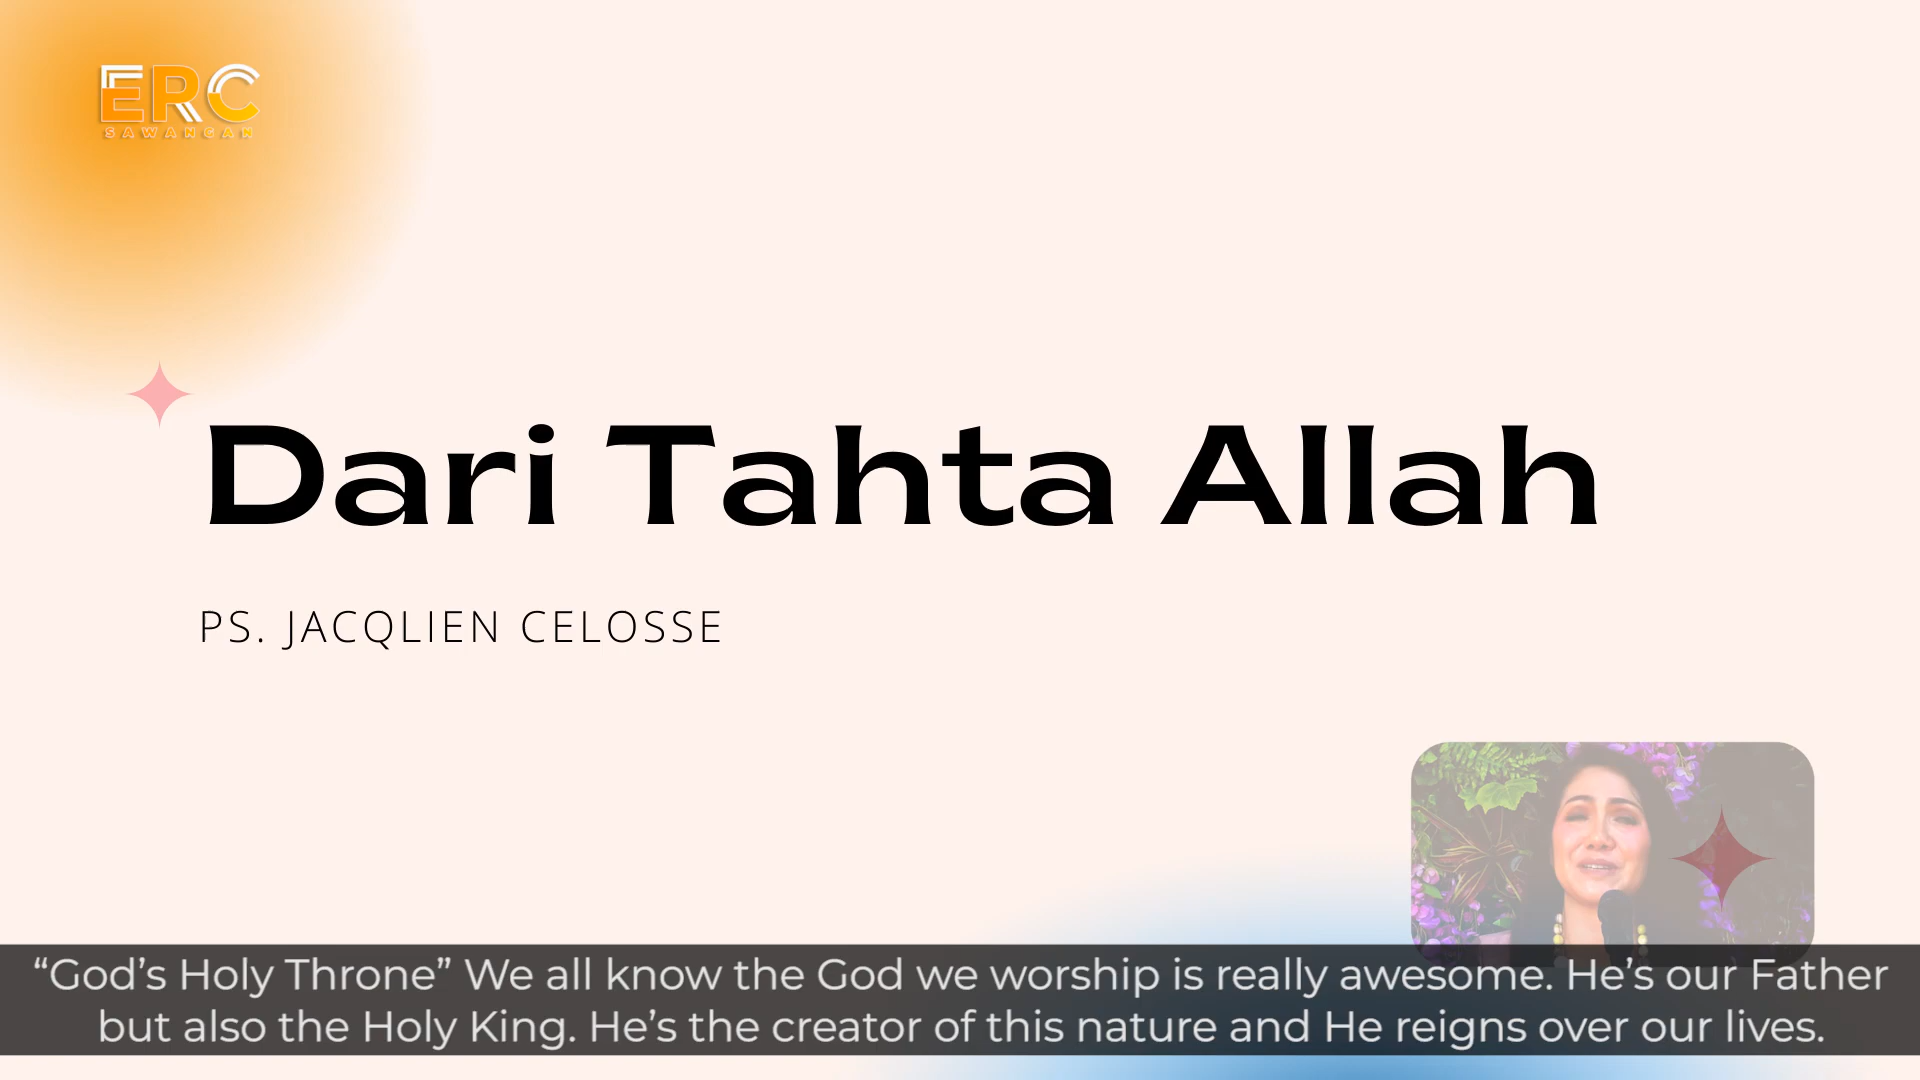 ERC
SAWANGAN
Dari Tahta Allah
PS. JACQLIEN CELOSSE
“God’s Holy Throne” We all know the God we worship is really awesome. He’s our Father
but also the Holy King. He’s the creator of this nature and He reigns over our lives.